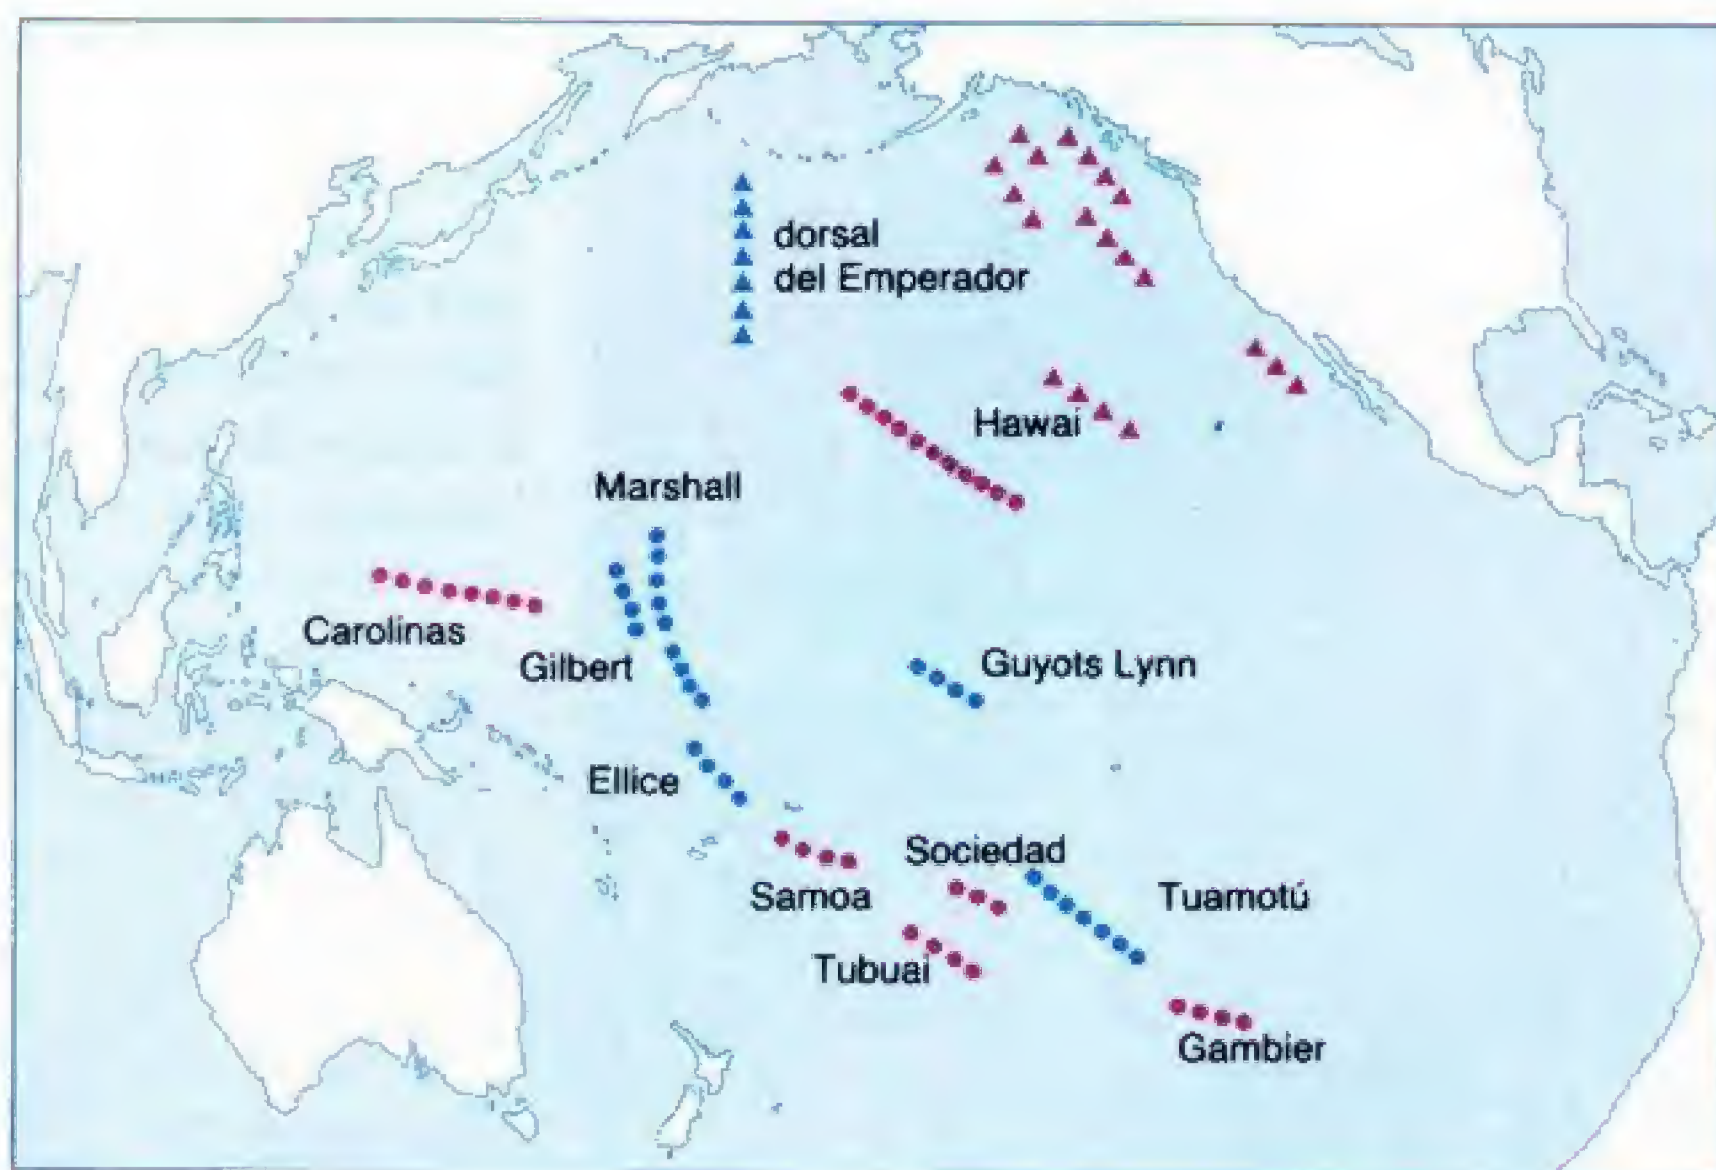 dorsal
del Emperador
Hawai
Marshall
Carolinas
Gilbert
Guyots Lynn
Ellice
Sociedad
Samoa
Tuamotú
Tubuai
Gambier